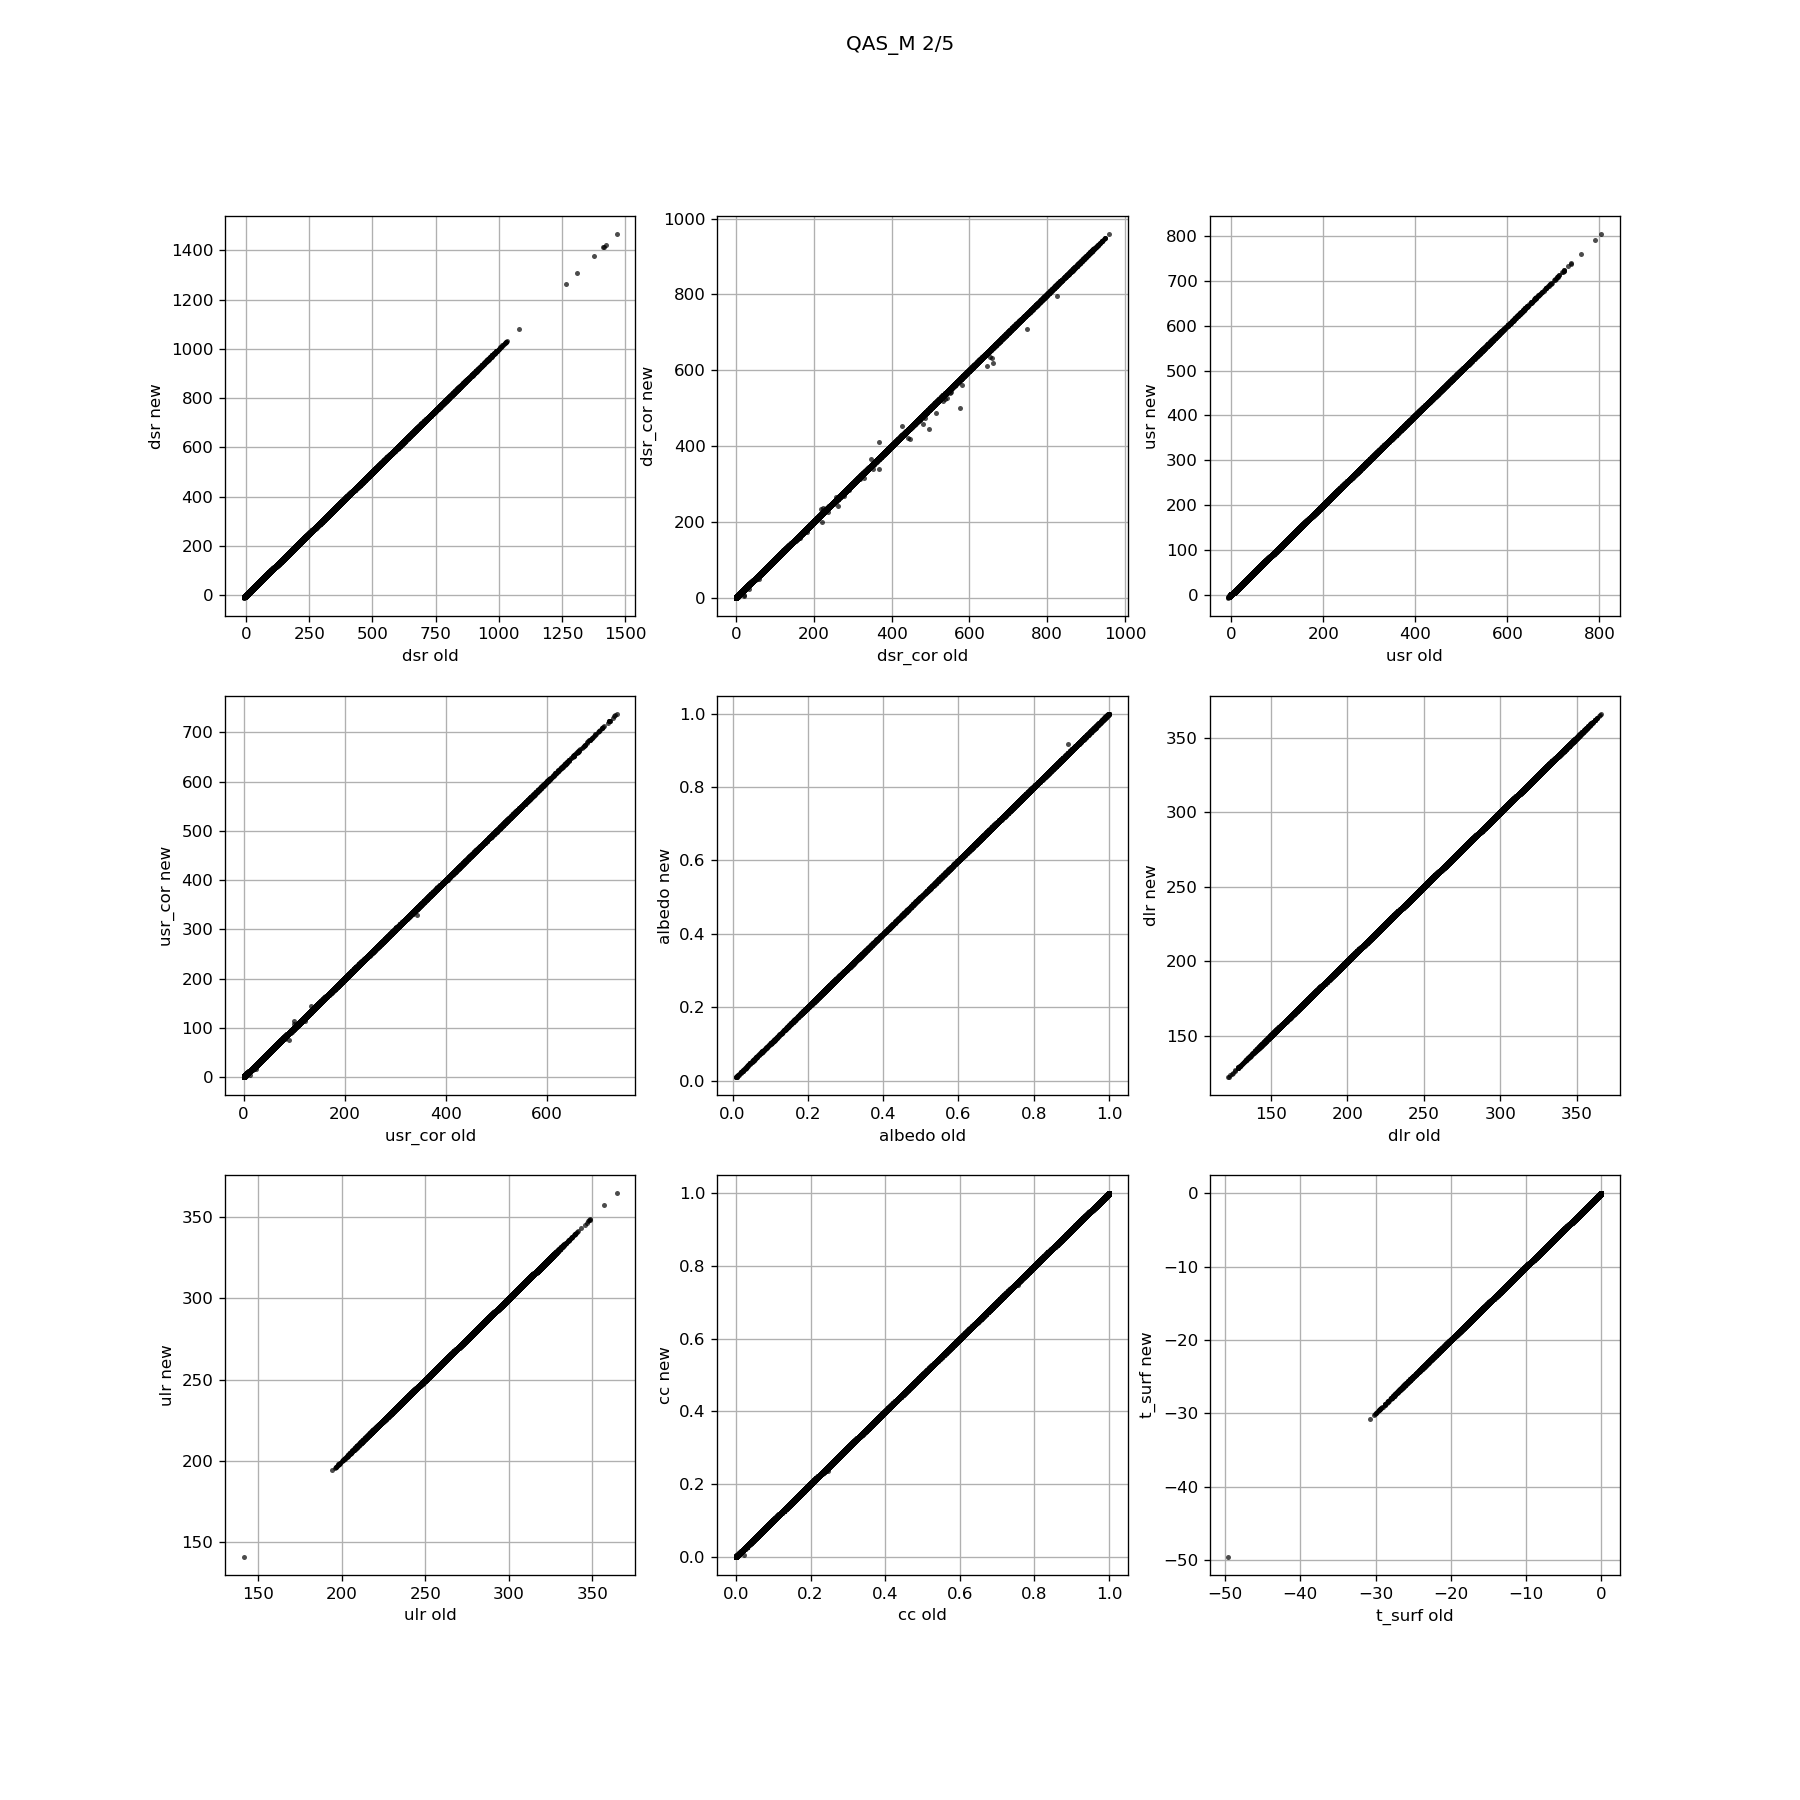 QAS_M 2/5
1400
1200
1000
800
600
400
200
0
dsr new
0 250 500 750 1000 1250 1500
dsr old
1000
800
600
400
200
0
dsr_cor new
0 200 400 600 800 1000
dsr_cor old
800
700
600
500
400
300
200
100
0
usr new
0 200 400 600 800
usr old
700
600
500
400
300
200
100
0
usr_cor new
0 200 400 600
usr_cor old
1.0
0.8
0.6
0.4
0.2
0.0
albedo new
0.0 0.2 0.4 0.6 0.8 1.0
albedo old
350
300
250
200
150
dlr new
150 200 250 300 350
dlr old
350
300
250
200
150
ulr new
150 200 250 300 350
ulr old
1.0
0.8
0.6
0.4
0.2
0.0
cc new
0.0 0.2 0.4 0.6 0.8 1.0
cc old
0
−10
−20
−30
−40
−50
t_surf new
−50 −40 −30 −20 −10 0
t_surf old